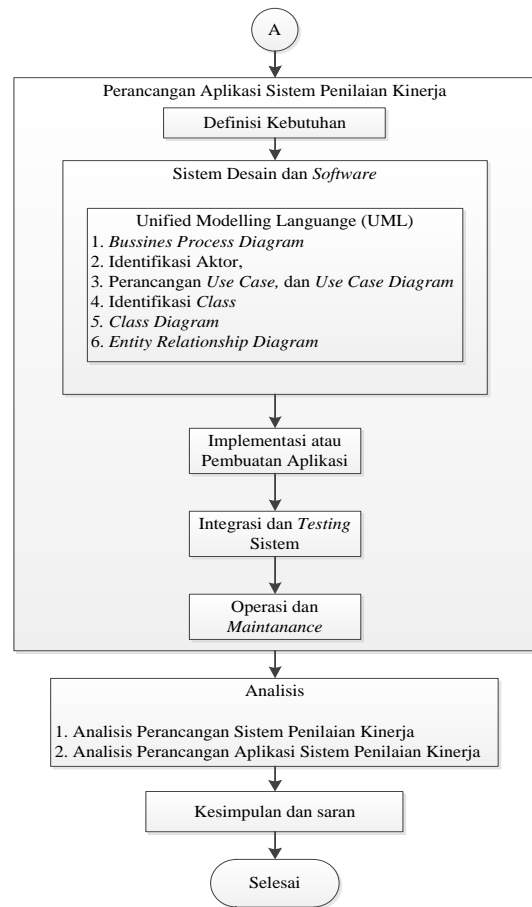 A
Perancangan Aplikasi Sistem Penilaian Kinerja
Definisi Kebutuhan
Sistem Desain dan Software
Unified Modelling Languange (UML)
1. Bussines Process Diagram
2. Identifikasi Aktor,
3. Perancangan Use Case, dan Use Case Diagram
4. Identifikasi Class
5. Class Diagram
6. Entity Relationship Diagram
Implementasi atau
Pembuatan Aplikasi
Integrasi dan Testing
Sistem
Operasi dan
Maintanance
Analisis
1. Analisis Perancangan Sistem Penilaian Kinerja
2. Analisis Perancangan Aplikasi Sistem Penilaian Kinerja
Kesimpulan dan saran
Selesai